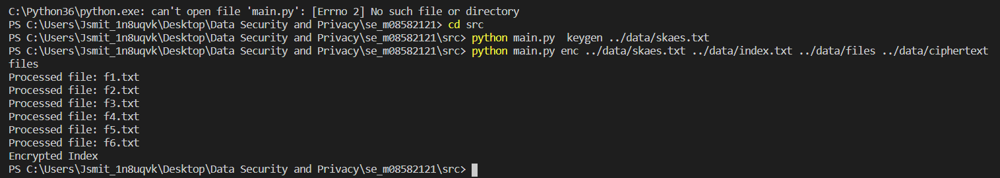 C:\Python36\python.exe: can't open file 'main.py': [Errno 2] No such file or directory
PS C:\Users\Jsmit_1n8uqvk\Desktop\Data Security and Privacy\se_m08582121> cd src
PS C:\Users\Jsmit_1n8uqvk\Desktop\Data Security and Privacy\se_m08582121\src> python main.py  keygen ../data/skaes.txt
PS C:\Users\Jsmit_1n8uqvk\Desktop\Data Security and Privacy\se_m08582121\src> python main.py enc ../data/skaes.txt ../data/index.txt ../data/files ../data/ciphertext
files
Processed file: f1.txt
Processed file: f2.txt
Processed file: f3.txt
Processed file: f4.txt
Processed file: f5.txt
Processed file: f6.txt
Encrypted Index
PS C:\Users\Jsmit_1n8uqvk\Desktop\Data Security and Privacy\se_m08582121\src>